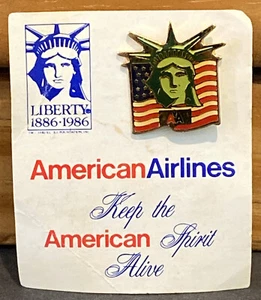 LIBERTY
1886-1986
AmericanAirlines
Keep the
American Spirit
Alive